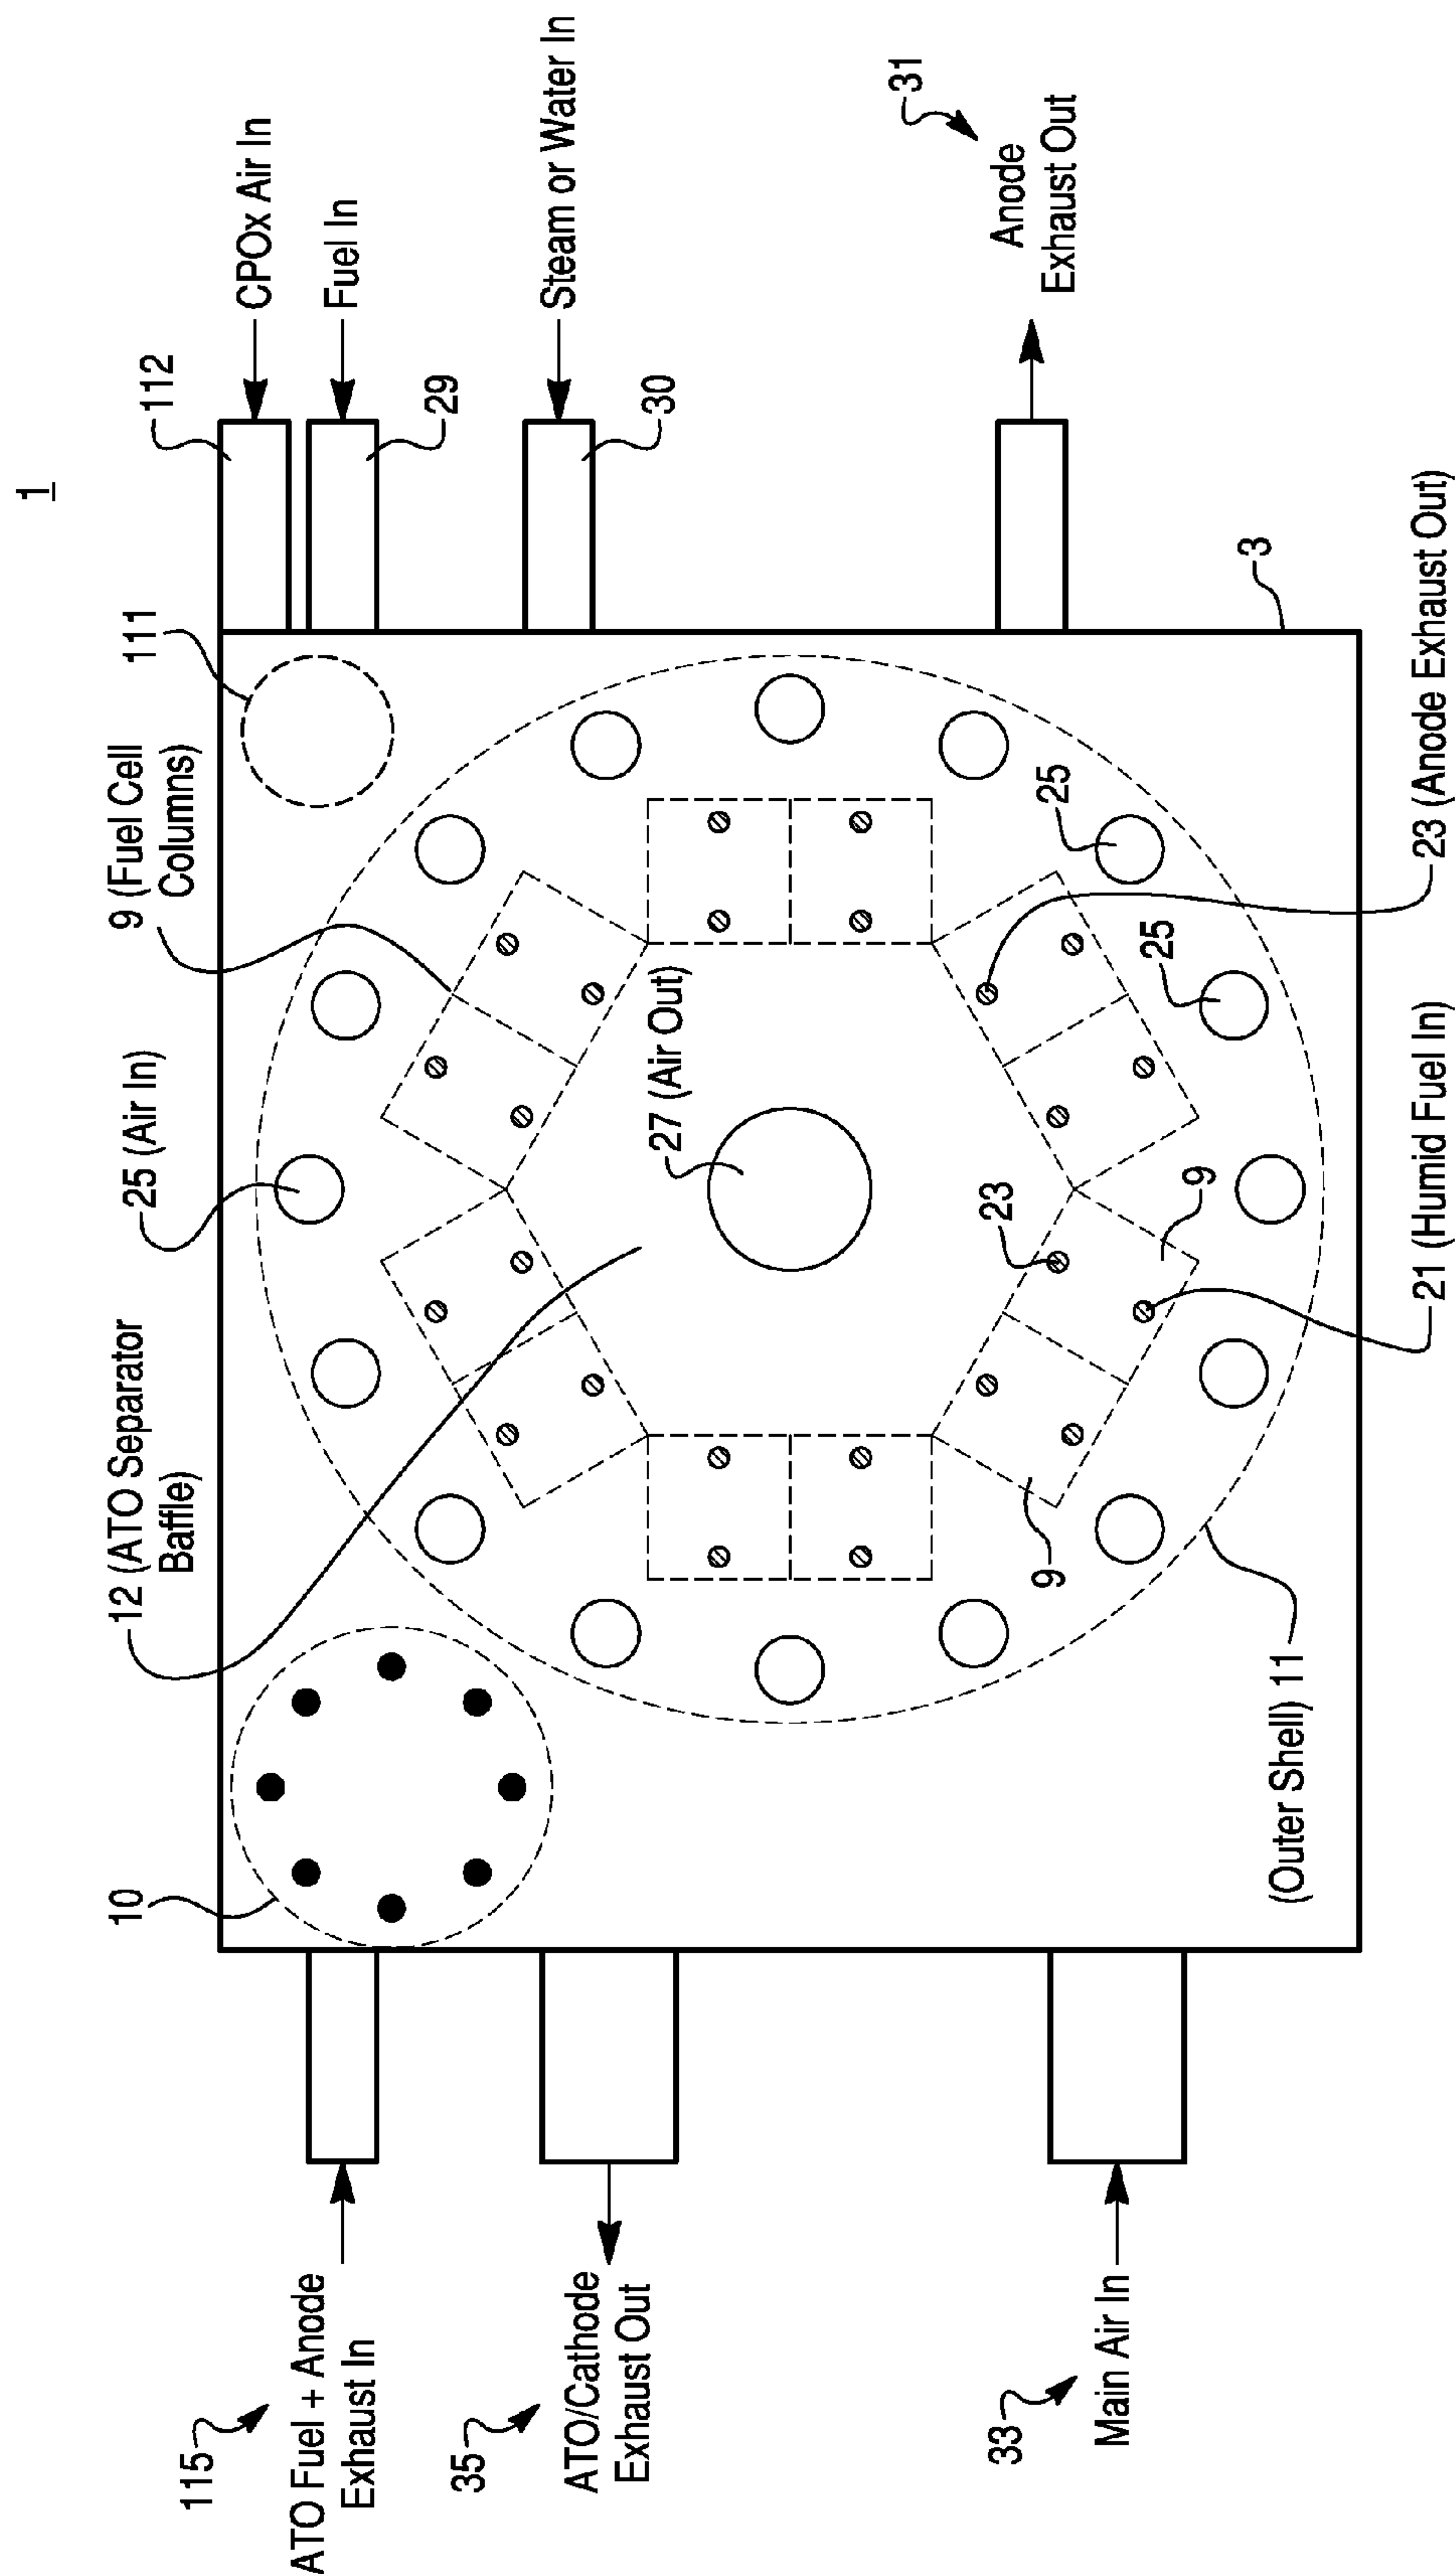 1
115
ATO Fuel + Anode
Exhaust In
35
ATO/Cathode
Exhaust Out
33
Main Air In
10
12 (ATO Separator
Baffle)
25 (Air In)
9 (Fuel Cell
Columns)
111
112
CPOx Air In
Fuel In
29
Steam or Water In
30
31
Anode
Exhaust Out
3
27 (Air Out)
25
25
23
9
9
(Outer Shell) 11
21 (Humid Fuel In)
23 (Anode Exhaust Out)